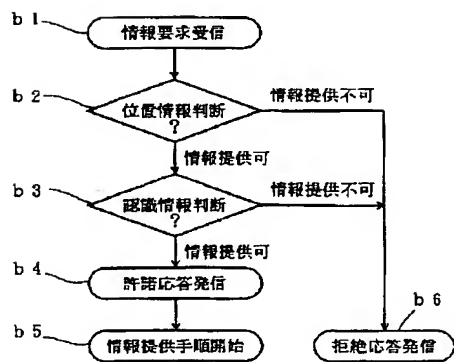 b 1
情報要求受信
b 2
位置情報判断
?
情報提供不可
情報提供可
b 3
認識情報判断
?
情報提供不可
情報提供可
b 4
許諾応答発信
b 5
情報提供手順開始
b 6
拒絶応答発信